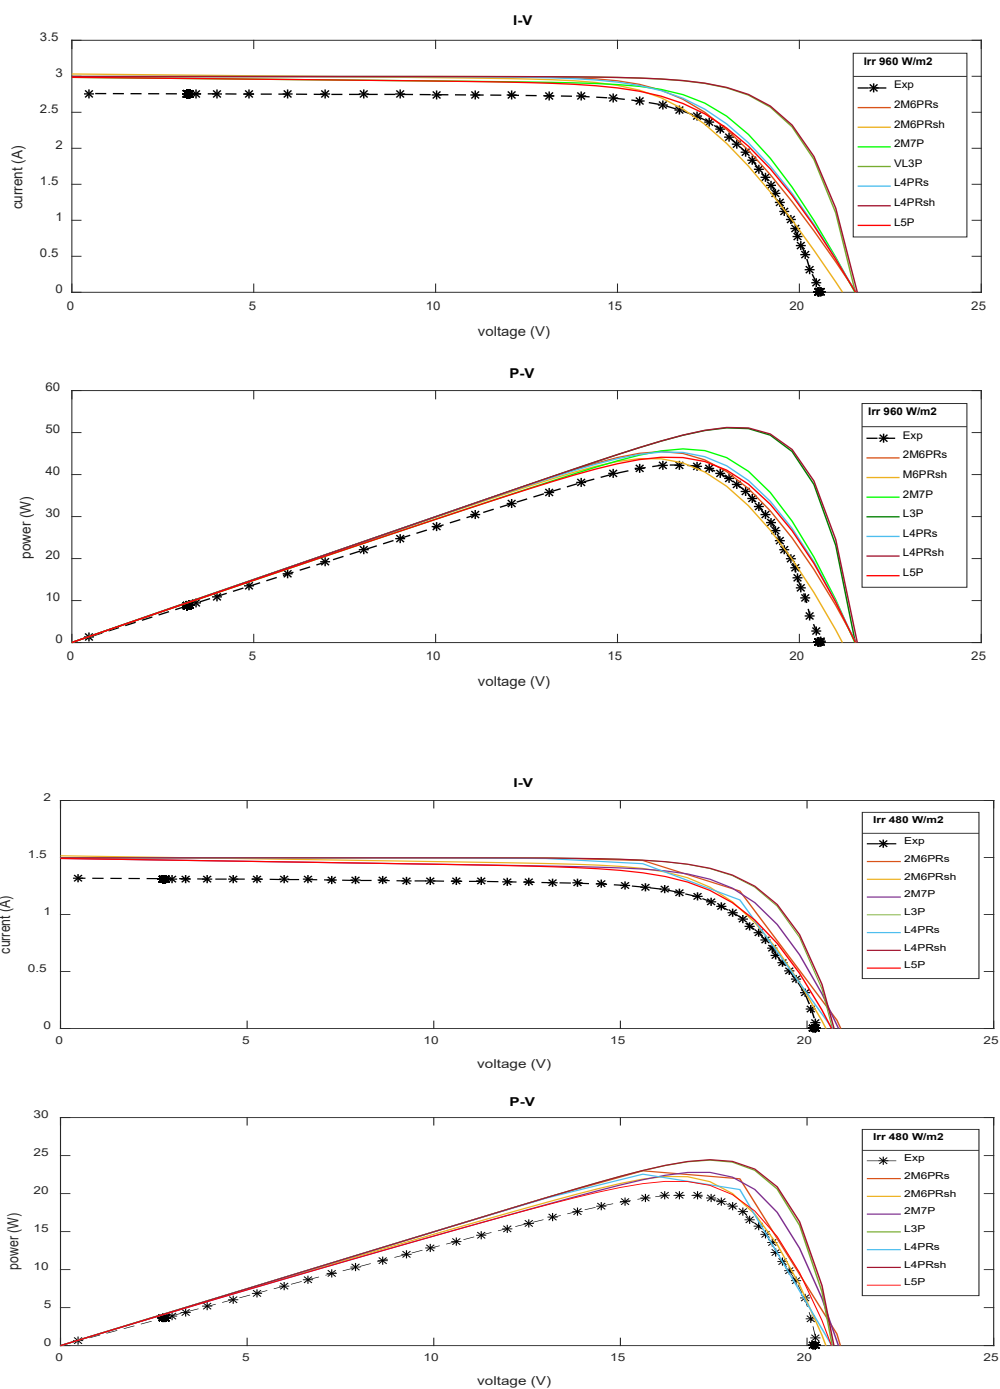 I-V
3.5
3
2.5
2
1.5
1
0.5
0
current (A)
0 5 10 15 20 25
voltage (V)
Irr 960 W/m2
Exp
2M6PRs
2M6PRsh
2M7P
VL3P
L4PRs
L4PRsh
L5P
P-V
60
50
40
30
20
10
0
power (W)
0 5 10 15 20 25
voltage (V)
Irr 960 W/m2
Exp
2M6PRs
M6PRsh
2M7P
L3P
L4PRs
L4PRsh
L5P
I-V
2
1.5
1
0.5
0
current (A)
0 5 10 15 20 25
voltage (V)
Irr 480 W/m2
Exp
2M6PRs
2M6PRsh
2M7P
L3P
L4PRs
L4PRsh
L5P
P-V
30
25
20
15
10
5
0
power (W)
0 5 10 15 20 25
voltage (V)
Irr 480 W/m2
Exp
2M6PRs
2M6PRsh
2M7P
L3P
L4PRs
L4PRsh
L5P